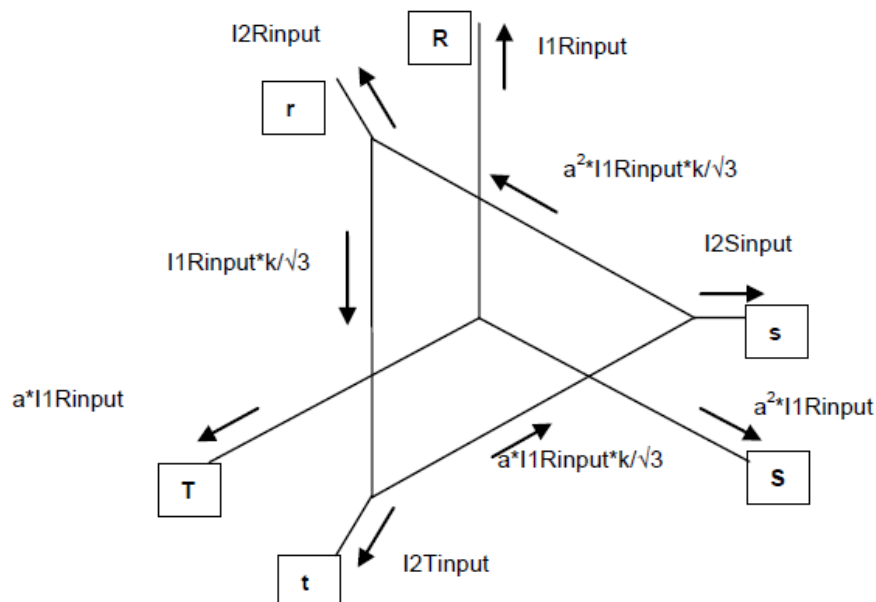 I2Rinput
R
I1Rinput
r
a²*I1Rinput*k/√3
I1Rinput*k/√3
I2Sinput
s
a*I1Rinput
a²*I1Rinput
a*I1Rinput*k/√3
T
S
I2Tinput
t